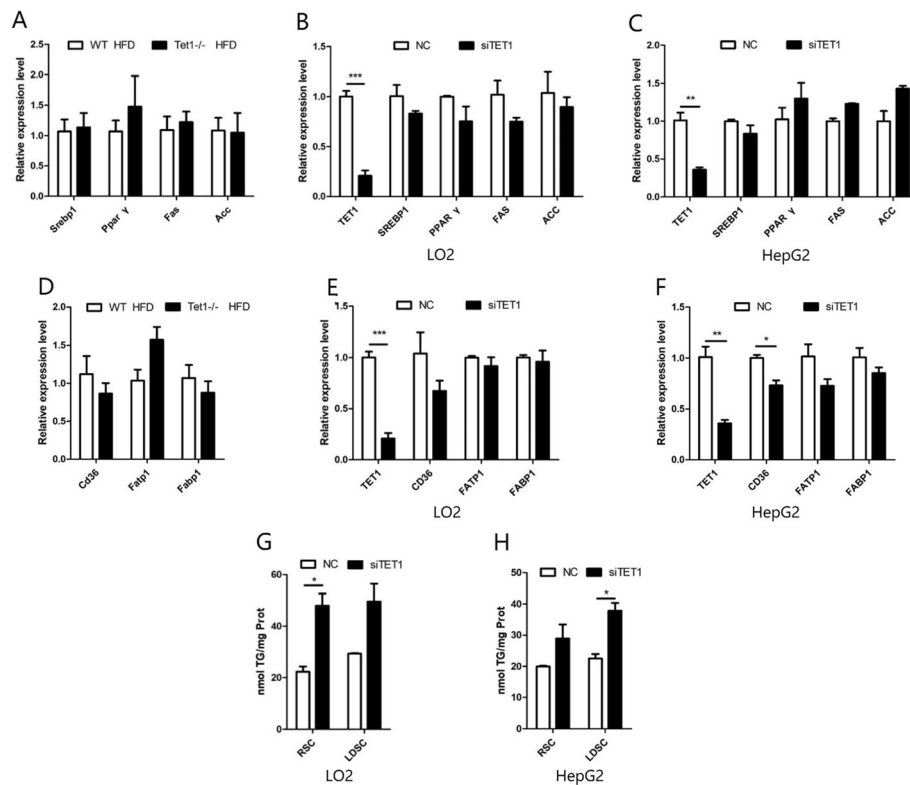 A
WT HFD Tet1-/- HFD
Relative expression level
2.5
2.0
1.5
1.0
0.5
0.0
Srebp1 Ppar γ Fas Acc
B
NC siTET1
Relative expression level
1.5
1.0
0.5
0.0
***
TET1 SREBP1 PPAR γ FAS ACC
LO2
C
NC siTET1
Relative expression level
2.0
1.5
1.0
0.5
0.0
**
TET1 SREBP1 PPAR γ FAS ACC
HepG2
D
WT HFD Tet1-/- HFD
Relative expression level
2.0
1.5
1.0
0.5
0.0
Cd36 Fatp1 Fabp1
E
NC siTET1
Relative expression level
1.5
1.0
0.5
0.0
***
TET1 CD36 FATP1 FABP1
LO2
F
NC siTET1
Relative expression level
1.5
1.0
0.5
0.0
** *
TET1 CD36 FATP1 FABP1
HepG2
G
NC siTET1
nmol TG/mg Prot
60
40
20
0
*
RSC LDSC
LO2
H
NC siTET1
nmol TG/mg Prot
50
40
30
20
10
0
*
RSC LDSC
HepG2